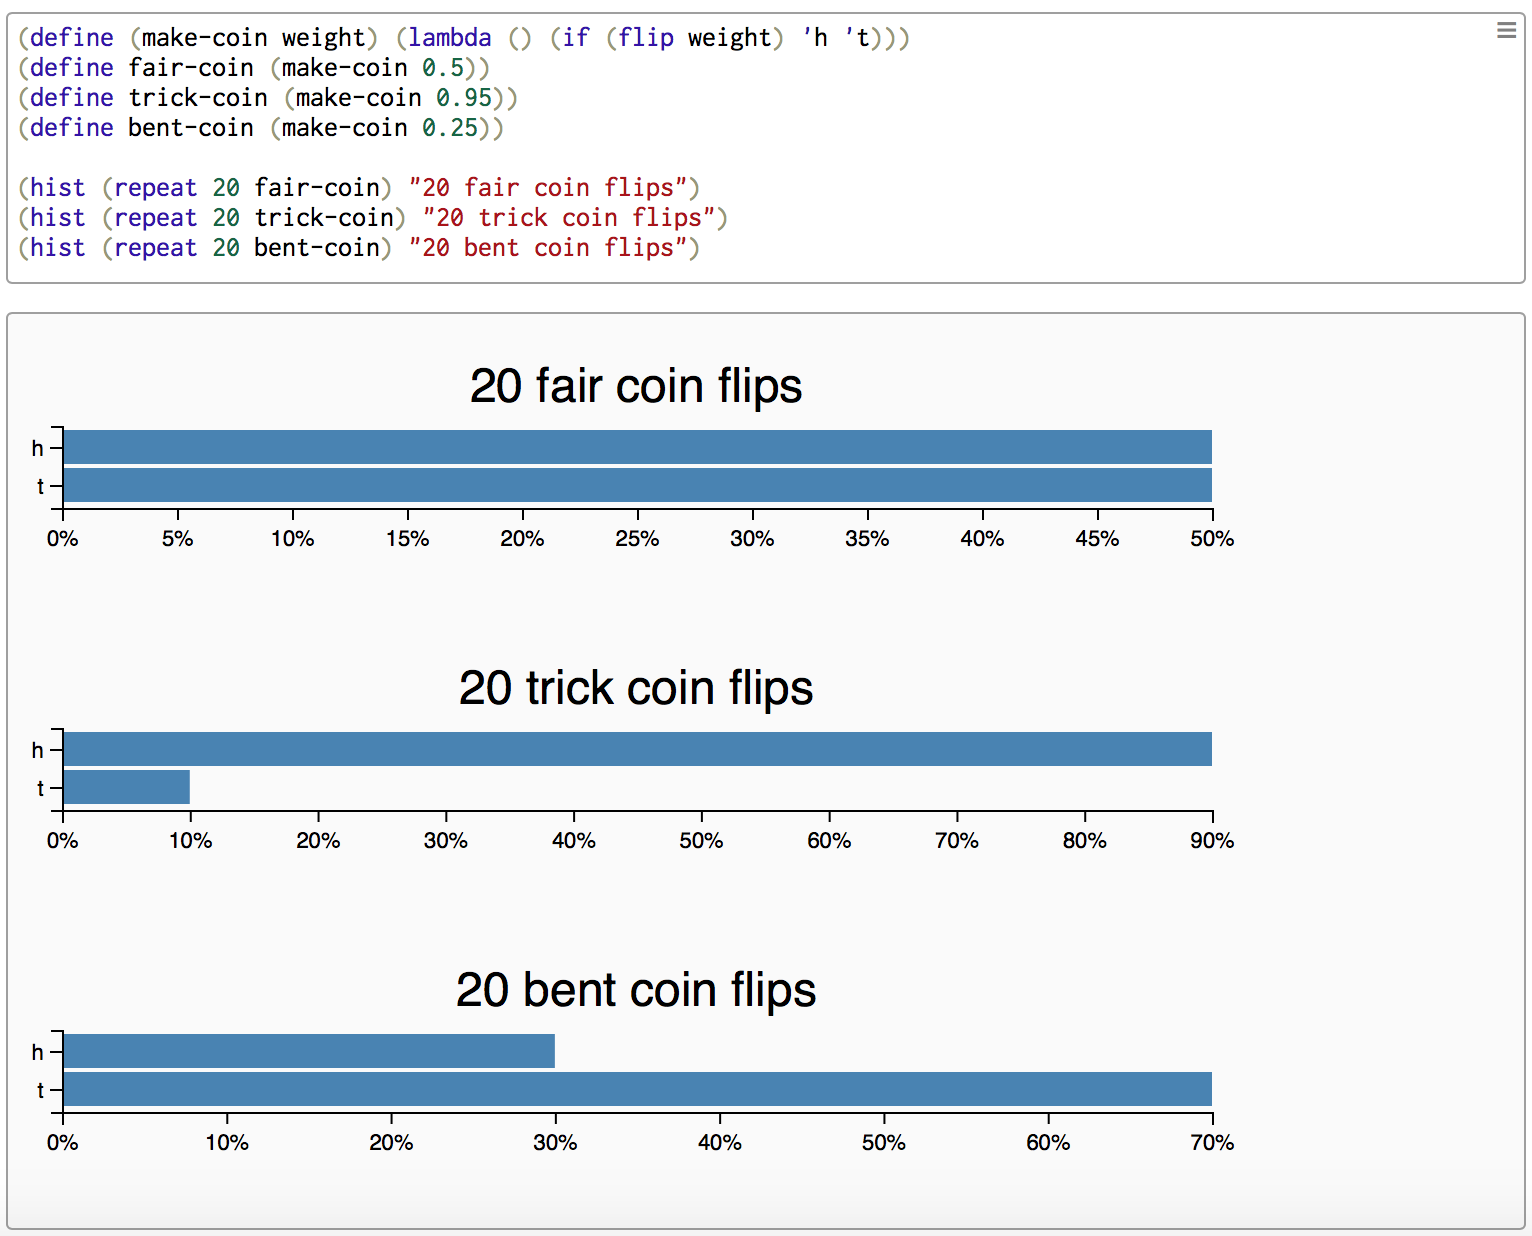 (define (make-coin weight) (lambda () (if (flip weight) 'h 't)))
(define fair-coin (make-coin 0.5))
(define trick-coin (make-coin 0.95))
(define bent-coin (make-coin 0.25))
(hist (repeat 20 fair-coin) "20 fair coin flips")
(hist (repeat 20 trick-coin) "20 trick coin flips")
(hist (repeat 20 bent-coin) "20 bent coin flips")
20 fair coin flips
h
t
0% 5% 10% 15% 20% 25% 30% 35% 40% 45% 50%
20 trick coin flips
h
t
0% 10% 20% 30% 40% 50% 60% 70% 80% 90%
20 bent coin flips
h
t
0% 10% 20% 30% 40% 50% 60% 70%